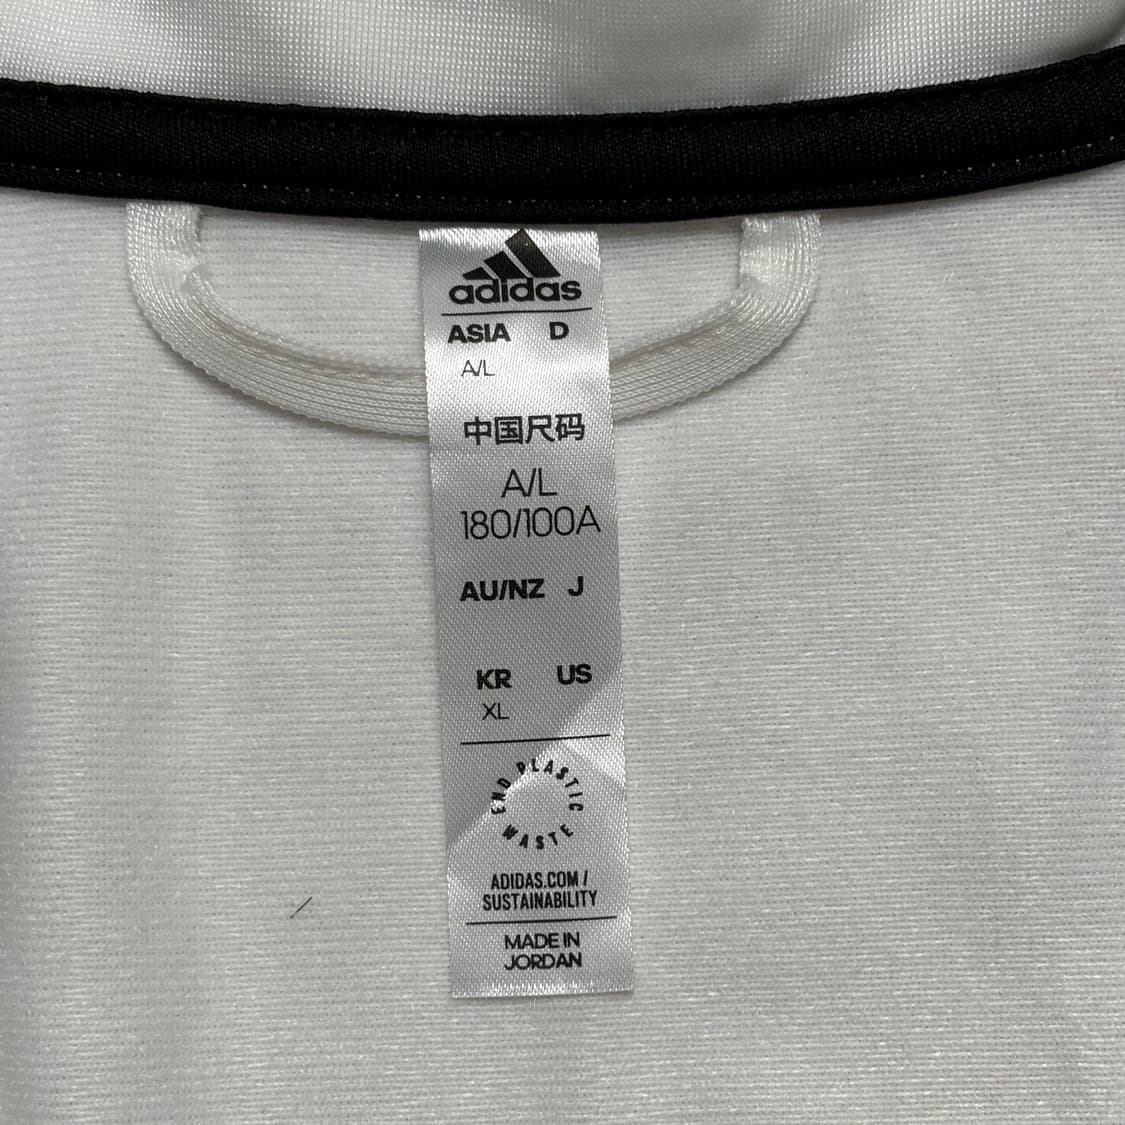 adidas
ASIA D
A/L
中国尺码
A/L
180/100A
AU/NZ J
KR US
XL
END PLASTIC WASTE
ADIDAS.COM /
SUSTAINABILITY
MADE IN
JORDAN